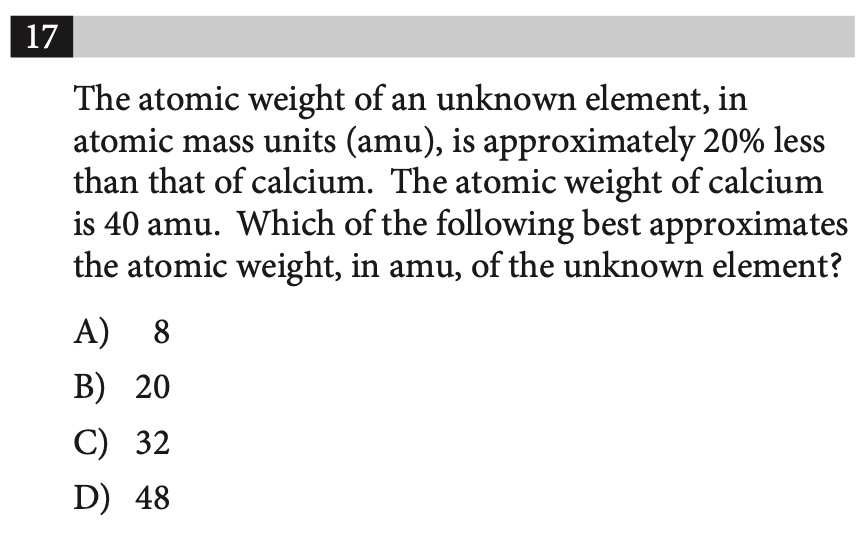 17
The atomic weight of an unknown element, in
atomic mass units (amu), is approximately 20% less
than that of calcium. The atomic weight of calcium
is 40 amu. Which of the following best approximates
the atomic weight, in amu, of the unknown element?
A) 8
B) 20
C) 32
D) 48